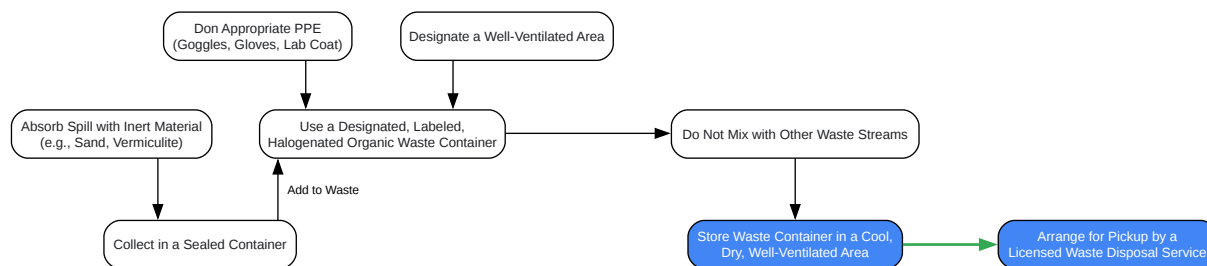 Don Appropriate PPE
(Goggles, Gloves, Lab Coat)
Designate a Well-Ventilated Area
Absorb Spill with Inert Material
(e.g., Sand, Vermiculite)
Use a Designated, Labeled,
Halogenated Organic Waste Container
Do Not Mix with Other Waste Streams
Add to Waste
Collect in a Sealed Container
Store Waste Container in a Cool,
Dry, Well-Ventilated Area
Arrange for Pickup by a
Licensed Waste Disposal Service